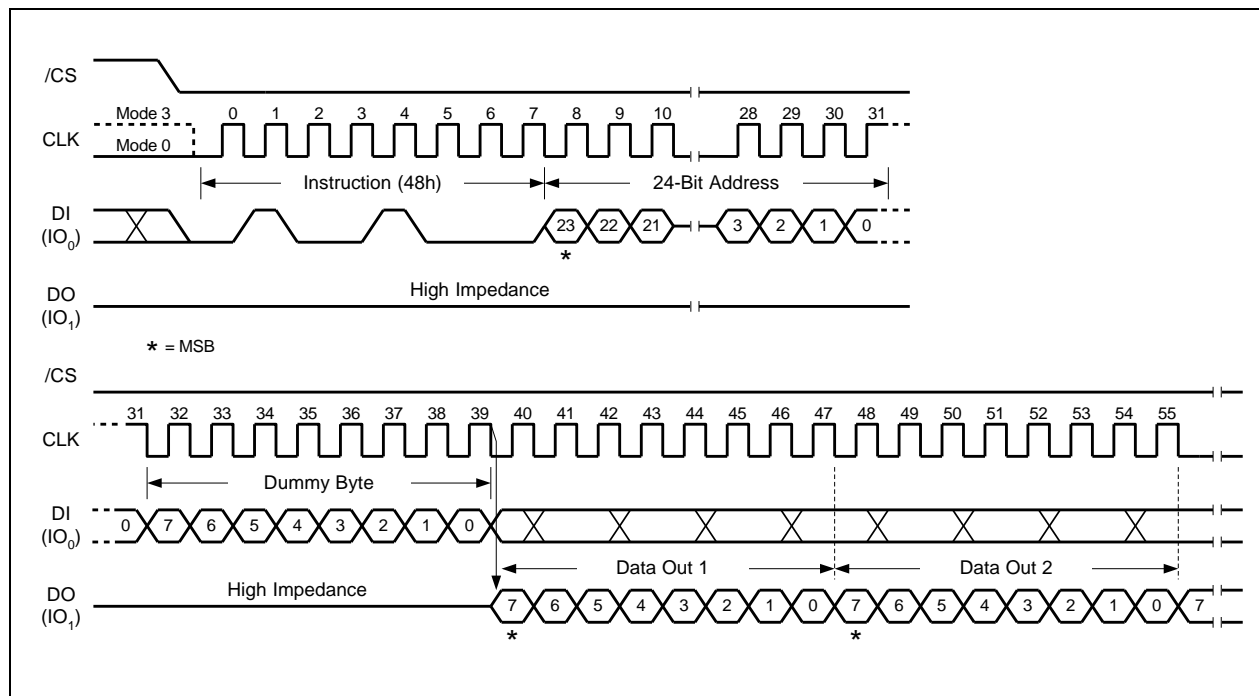 /CS
Mode 3 0 1 2 3 4 5 6 7 8 9 10 28 29 30 31
CLK
Mode 0
Instruction (48h) 24-Bit Address
DI
(IO0) 23 22 21 3 2 1 0
*
High Impedance
DO
(IO1)
* = MSB
/CS
31 32 33 34 35 36 37 38 39 40 41 42 43 44 45 46 47 48 49 50 51 52 53 54 55
CLK
Dummy Byte
DI
(IO0) 0 7 6 5 4 3 2 1 0
Data Out 1 Data Out 2
High Impedance
DO
(IO1) 7 6 5 4 3 2 1 0 7 6 5 4 3 2 1 0 7
* *